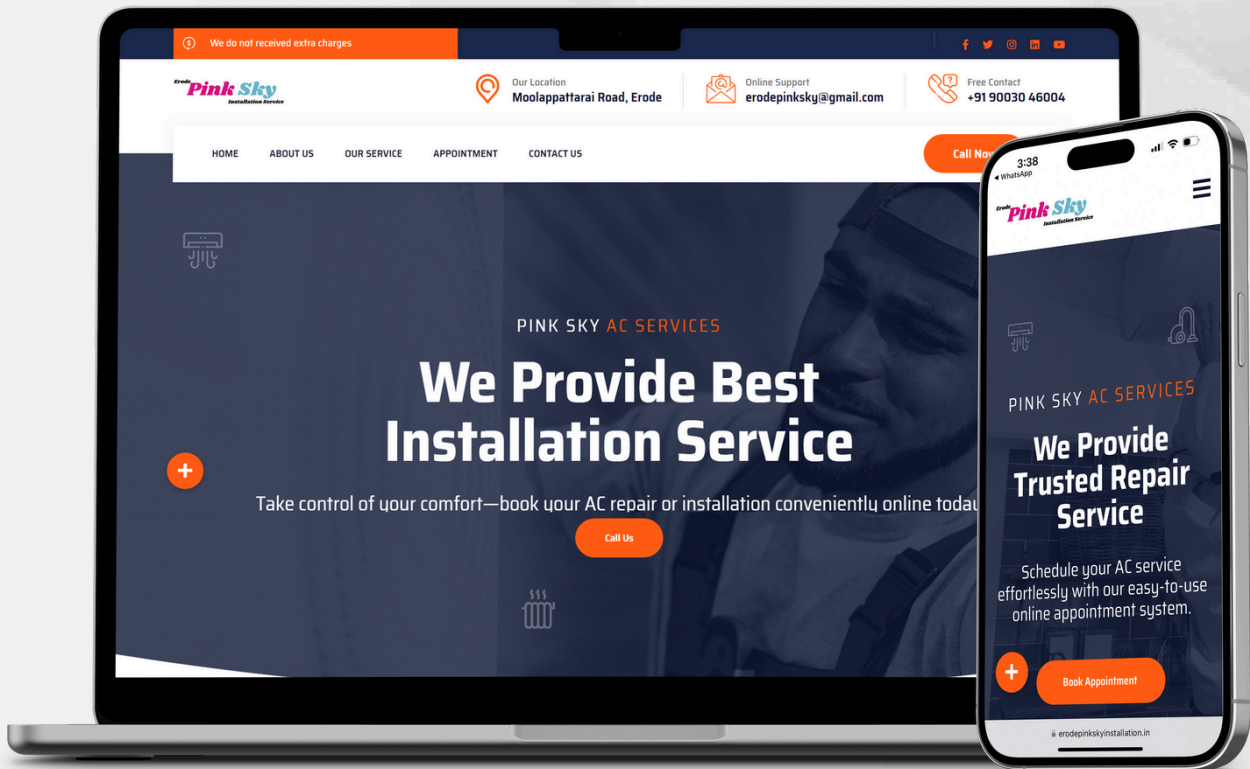 We do not received extra charges
Erode
Pink Sky
Installation Service
Our Location
Moolappattarai Road, Erode
Online Support
erodepinksky@gmail.com
Free Contact
+91 90030 46004
HOME ABOUT US OUR SERVICE APPOINTMENT CONTACT US
Call Now
PINK SKY AC SERVICES
We Provide Best
Installation Service
Take control of your comfort—book your AC repair or installation conveniently online today
Call Us
3:38
WhatsApp
Erode
Pink Sky
Installation Service
PINK SKY AC SERVICES
We Provide
Trusted Repair
Service
Schedule your AC service
effortlessly with our easy-to-use
online appointment system.
Book Appointment
erodepinkskyinstallation.in